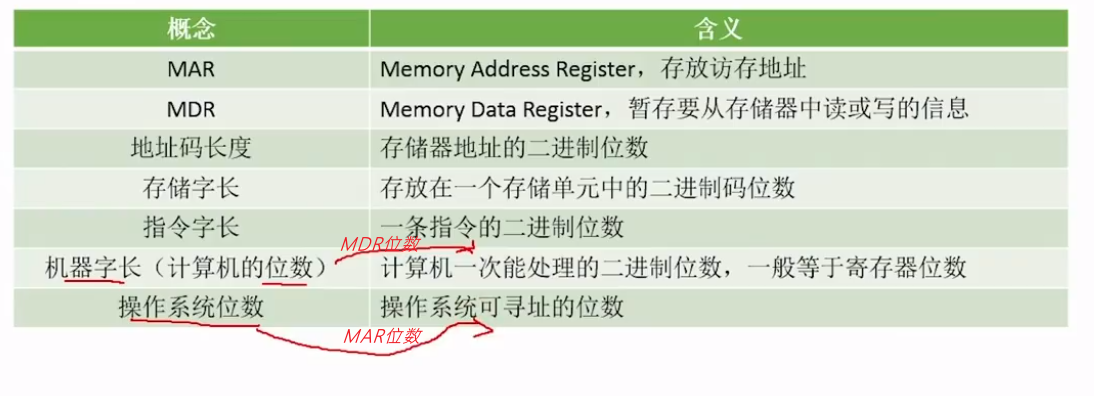 概念 含义
MAR Memory Address Register，存放访存地址
MDR Memory Data Register，暂存要从存储器中读或写的信息
地址码长度 存储器地址的二进制位数
存储字长 存放在一个存储单元中的二进制码位数
指令字长 一条指令的二进制位数
MDR位数
机器字长（计算机的位数） 计算机一次能处理的二进制位数，一般等于寄存器位数
操作系统位数 操作系统可寻址的位数
MAR位数